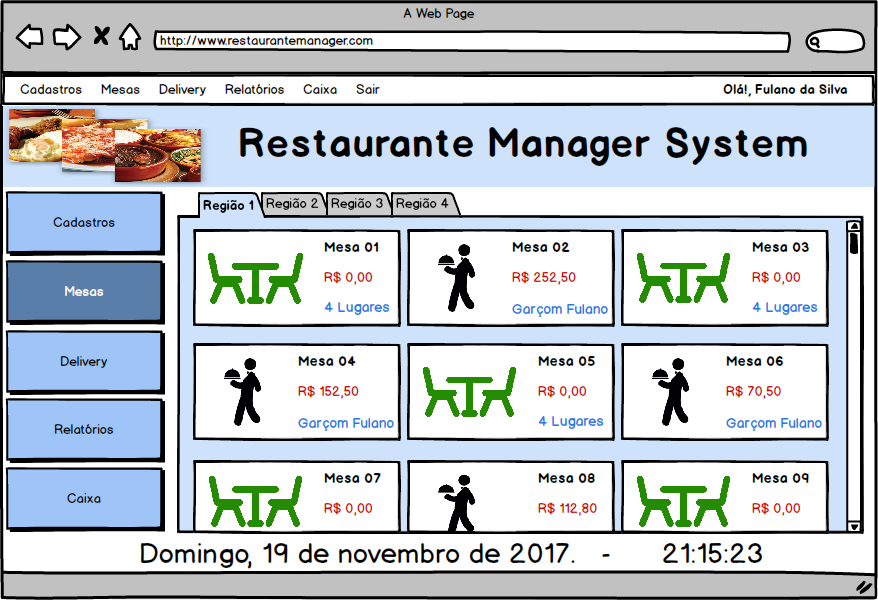 A Web Page
http://www.restaurantemanager.com
Cadastros Mesas Delivery Relatórios Caixa Sair Olá!, Fulano da Silva
Restaurante Manager System
Cadastros
Mesas
Delivery
Relatórios
Caixa
Região 1 Região 2 Região 3 Região 4
Mesa 01
R$ 0,00
4 Lugares
Mesa 02
R$ 252,50
Garçom Fulano
Mesa 03
R$ 0,00
4 Lugares
Mesa 04
R$ 152,50
Garçom Fulano
Mesa 05
R$ 0,00
4 Lugares
Mesa 06
R$ 70,50
Garçom Fulano
Mesa 07
R$ 0,00
Mesa 08
R$ 112,80
Mesa 09
R$ 0,00
Domingo, 19 de novembro de 2017. - 21:15:23